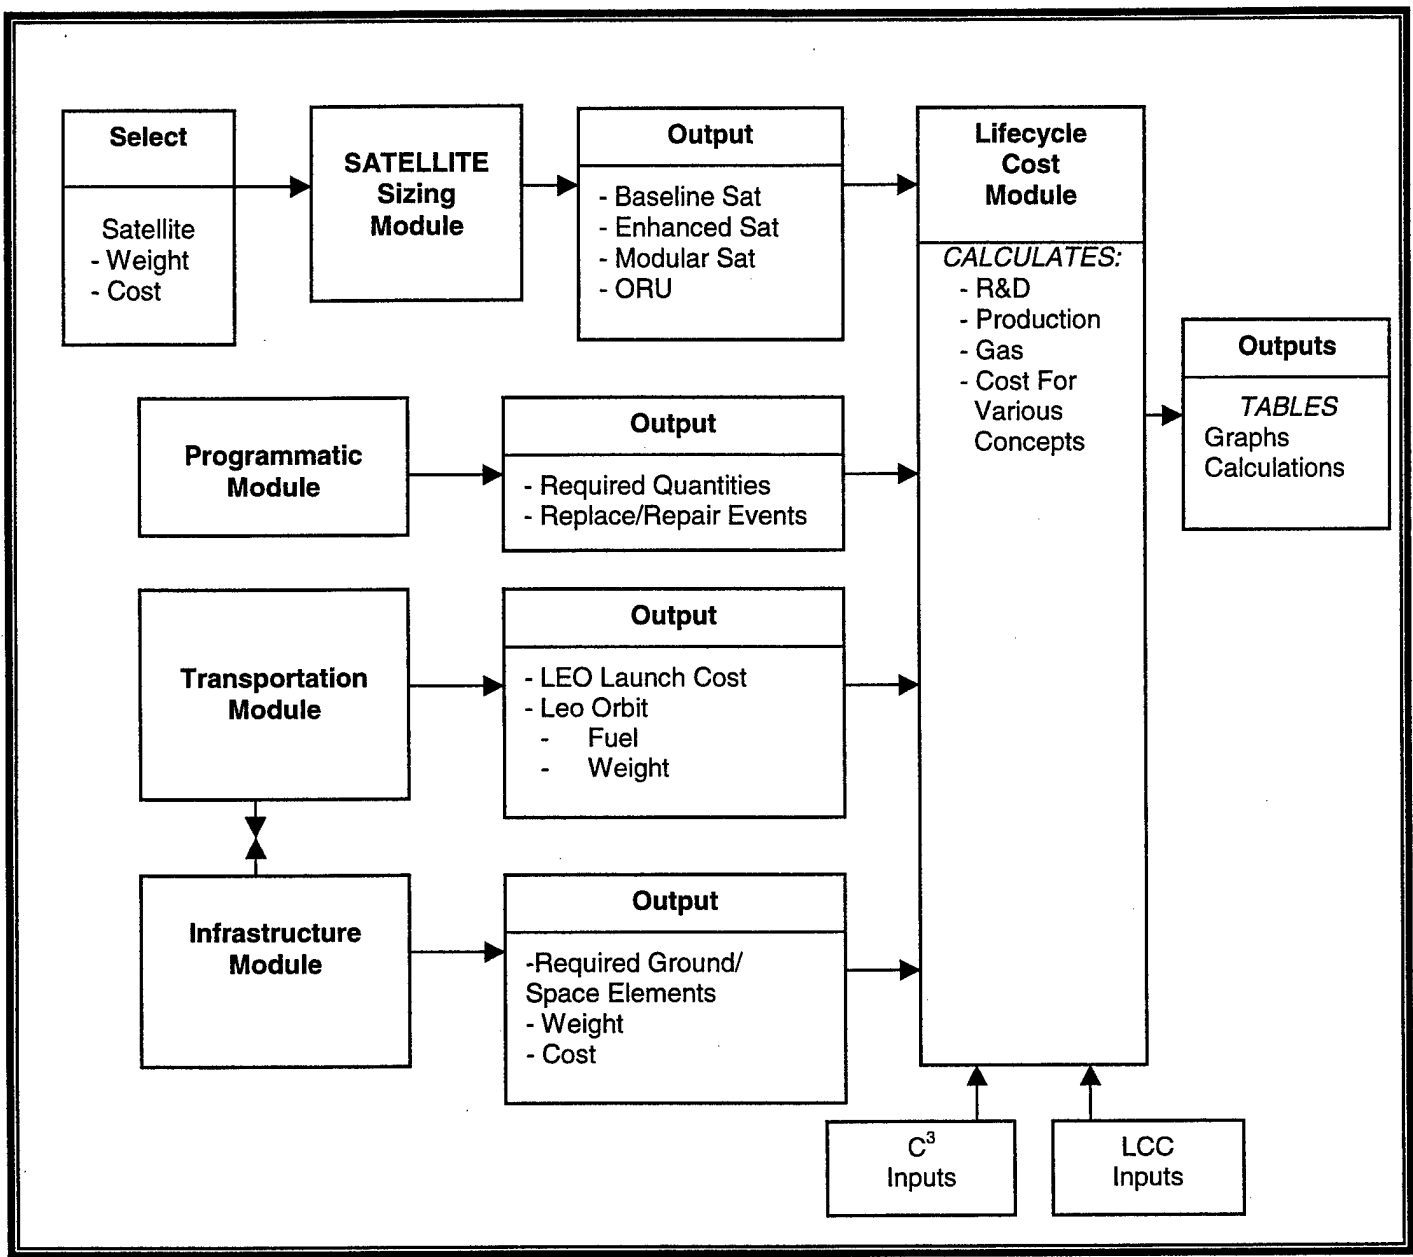 Select
Satellite
- Weight
- Cost
SATELLITE
Sizing
Module
Output
- Baseline Sat
- Enhanced Sat
- Modular Sat
- ORU
Lifecycle
Cost
Module
CALCULATES:
- R&D
- Production
- Gas
- Cost For
Various
Concepts
Outputs
TABLES
Graphs
Calculations
Programmatic
Module
Output
- Required Quantities
- Replace/Repair Events
Transportation
Module
Output
- LEO Launch Cost
- Leo Orbit
- Fuel
- Weight
Infrastructure
Module
Output
-Required Ground/
Space Elements
- Weight
- Cost
C³
Inputs
LCC
Inputs